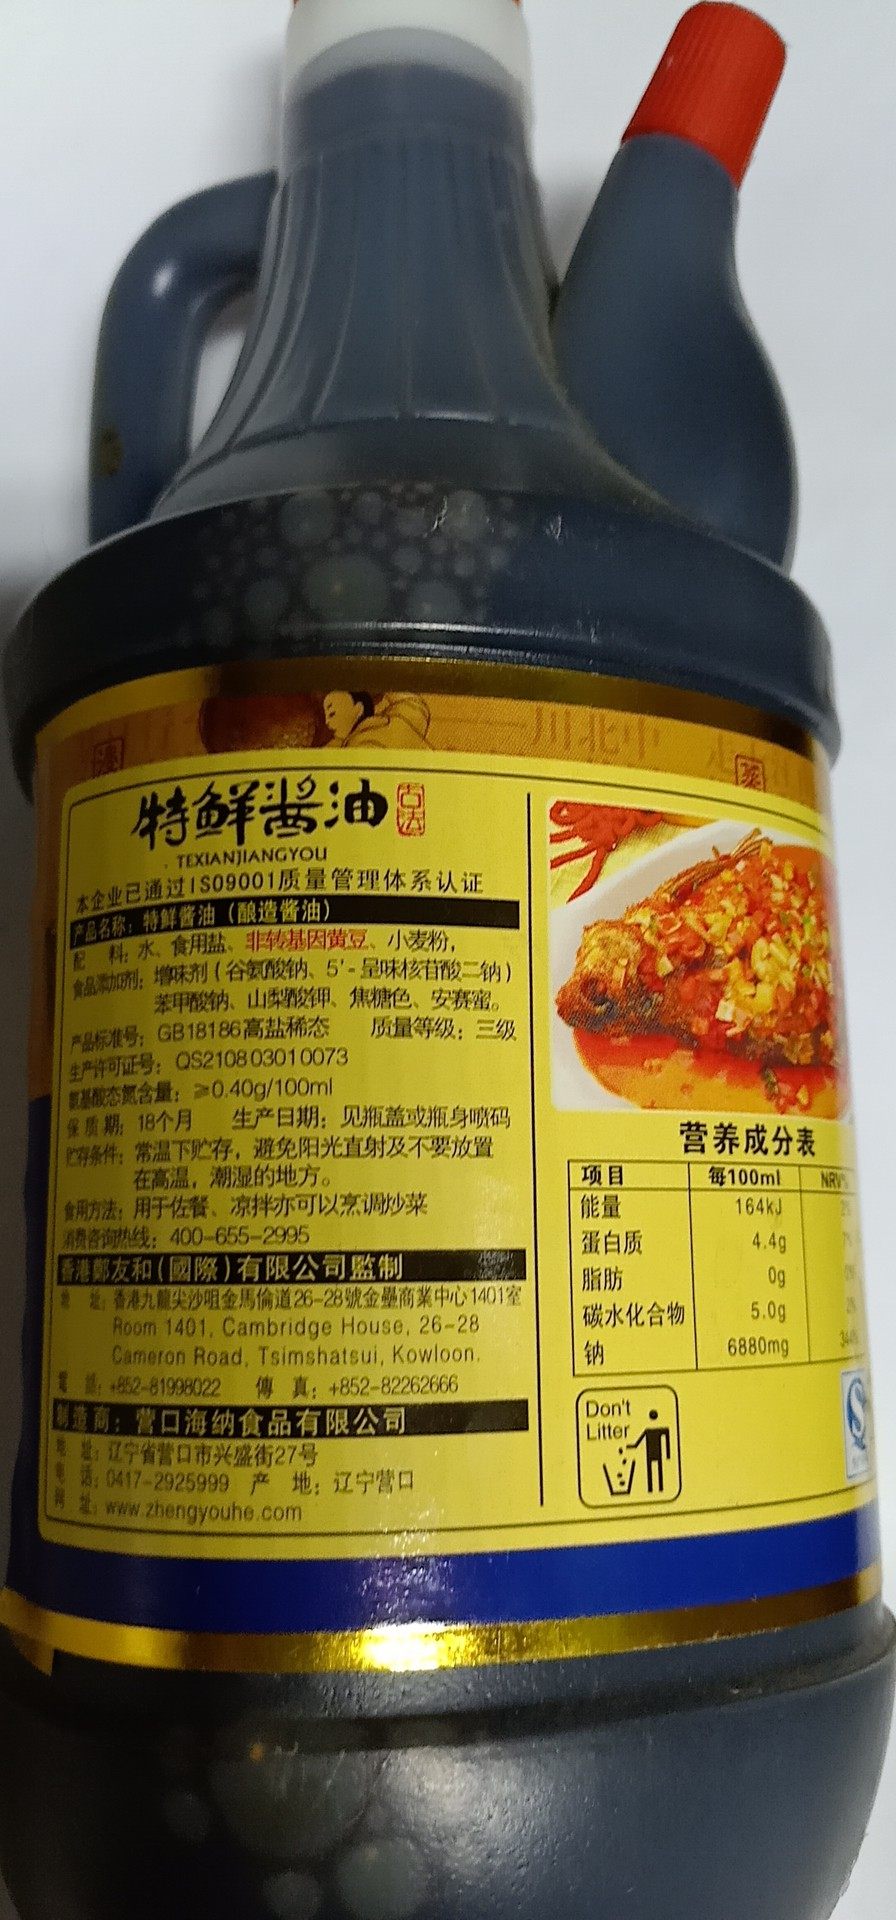 特鲜酱油
古法
TEXIANJIANGYOU
本企业已通过ISO9001质量管理体系认证
产品名称：特鲜酱油（酿造酱油）
配 料：水、食用盐、非转基因黄豆、小麦粉，
食品添加剂：增味剂（谷氨酸钠、5'-呈味核苷酸二钠）
苯甲酸钠、山梨酸钾、焦糖色、安赛蜜。
产品标准号：GB18186高盐稀态 质量等级：三级
生产许可证号：QS210803010073
氨基酸态氮含量：≥0.40g/100ml
保 质 期：18个月 生产日期：见瓶盖或瓶身喷码
贮存条件：常温下贮存，避免阳光直射及不要放置
在高温，潮湿的地方。
食用方法：用于佐餐、凉拌亦可以烹调炒菜
消费咨询热线：400-655-2995
香港鄭友和(國際)有限公司監制
地 址：香港九龍尖沙咀金馬倫道26-28號金壘商業中心1401室
Room 1401, Cambridge House, 26-28
Cameron Road, Tsimshatsui, Kowloon.
電 話：+852-81998022 傳 真：+852-82262666
制造商：营口海纳食品有限公司
地 址：辽宁省营口市兴盛街27号
电 话：0417-2925999 产 地：辽宁营口
网 址：www.zhengyouhe.com
营养成分表
项目 每100ml NRV%
能量 164kJ
蛋白质 4.4g
脂肪 0g
碳水化合物 5.0g
钠 6880mg
Don't
Litter